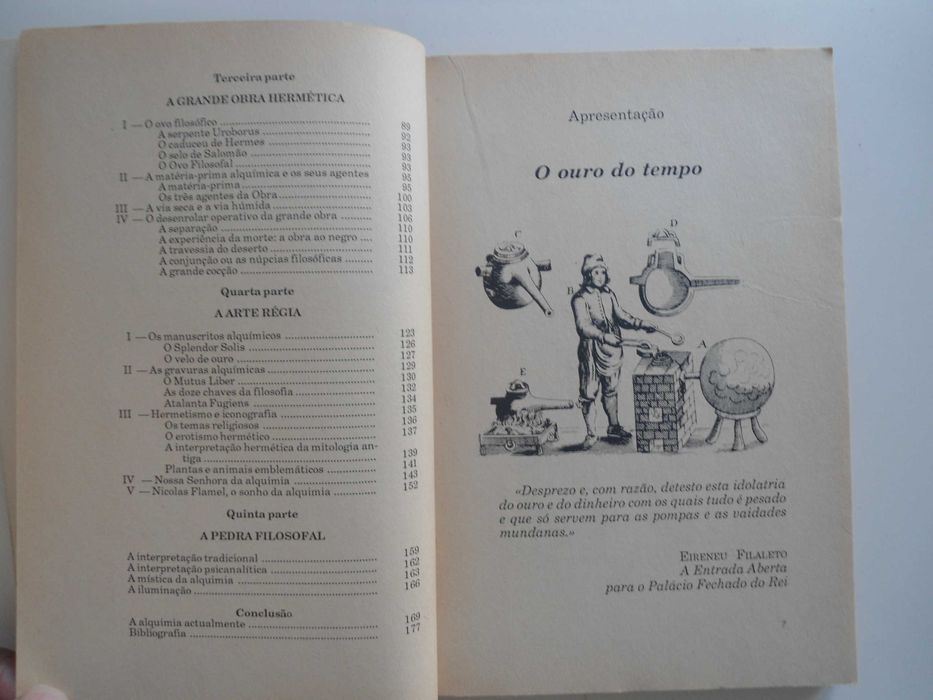 Terceira parte
A GRANDE OBRA HERMÉTICA
I — O ovo filosófico ........ 89
A serpente Uroborus ........ 92
O caduceu de Hermes ........ 93
O selo de Salomão ........ 93
O Ovo Filosofal ........ 93
II — A matéria-prima alquímica e os seus agentes 95
A matéria-prima ........ 95
Os três agentes da Obra ........ 100
III — A via seca e a via húmida ........ 103
IV — O desenrolar operativo da grande obra ........ 106
A separação ........ 110
A experiência da morte: a obra ao negro .... 110
A travessia do deserto ........ 111
A conjunção ou as núpcias filosóficas ........ 112
A grande cocção ........ 113
Quarta parte
A ARTE RÉGIA
I — Os manuscritos alquímicos ........ 123
O Splendor Solis ........ 126
O velo de ouro ........ 127
II — As gravuras alquímicas ........ 129
O Mutus Liber ........ 130
As doze chaves da filosofia ........ 132
Atalanta Fugiens ........ 134
III — Hermetismo e iconografia ........ 135
Os temas religiosos ........ 136
O erotismo hermético ........ 137
A interpretação hermética da mitologia an-
tiga ........ 139
Plantas e animais emblemáticos ........ 141
IV — Nossa Senhora da alquimia ........ 143
V — Nicolas Flamel, o sonho da alquimia ........ 152
Quinta parte
A PEDRA FILOSOFAL
A interpretação tradicional ........ 159
A interpretação psicanalítica ........ 162
A mística da alquimia ........ 163
A iluminação ........ 166
Conclusão
A alquimia actualmente ........ 169
Bibliografia ........ 177
Apresentação
O ouro do tempo
C
D
B
A
E
«Desprezo e, com razão, detesto esta idolatria
do ouro e do dinheiro com os quais tudo é pesado
e que só servem para as pompas e as vaidades
mundanas.»
EIRENEU FILALETO
A Entrada Aberta
para o Palácio Fechado do Rei
7